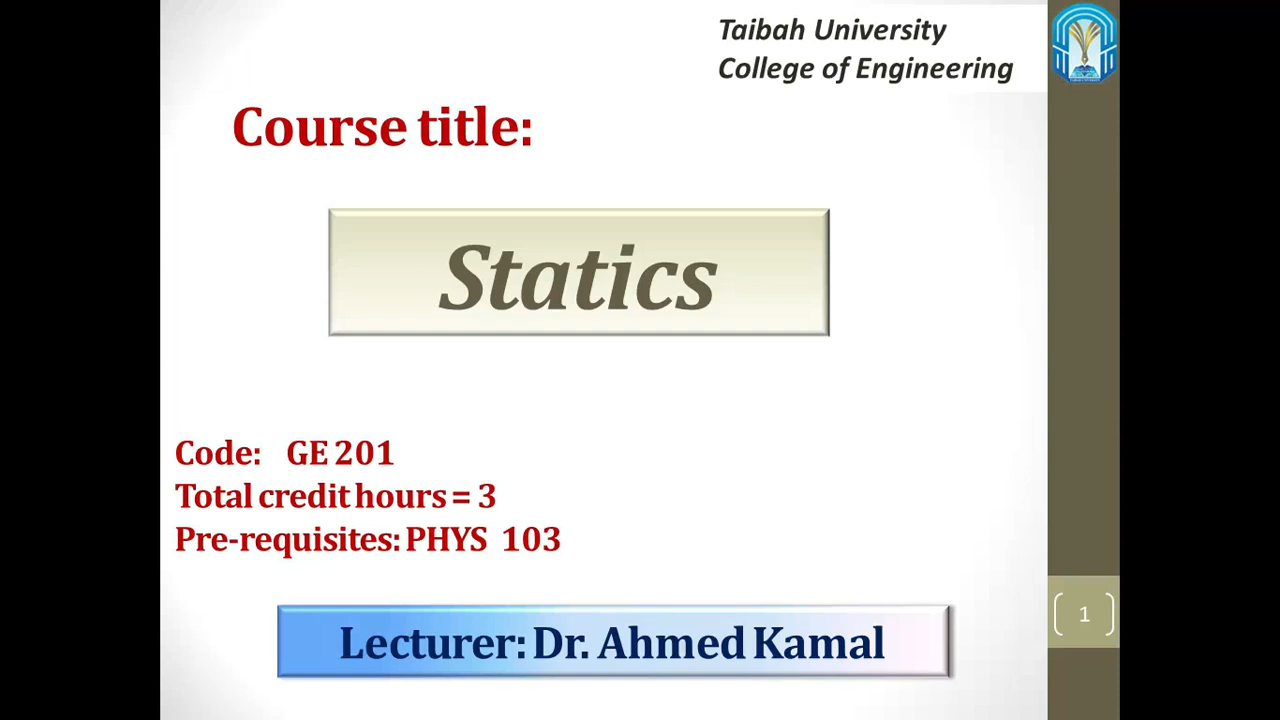 Taibah University
College of Engineering
Course title:
Statics
Code: GE 201
Total credit hours = 3
Pre-requisites: PHYS 103
Lecturer: Dr. Ahmed Kamal
1